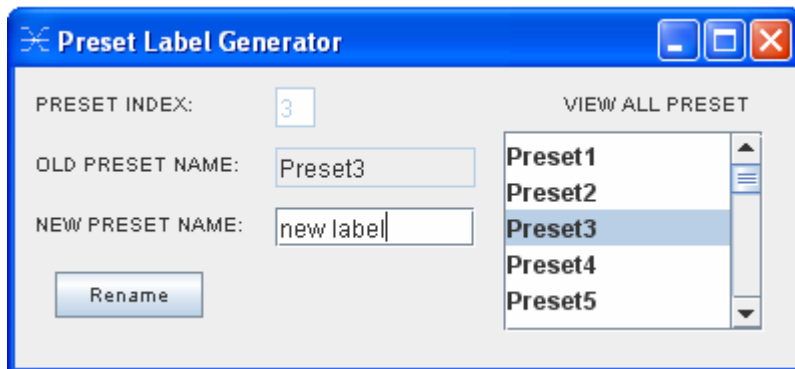 Preset Label Generator
PRESET INDEX: 3
OLD PRESET NAME: Preset3
NEW PRESET NAME: new label
Rename
VIEW ALL PRESET
Preset1
Preset2
Preset3
Preset4
Preset5